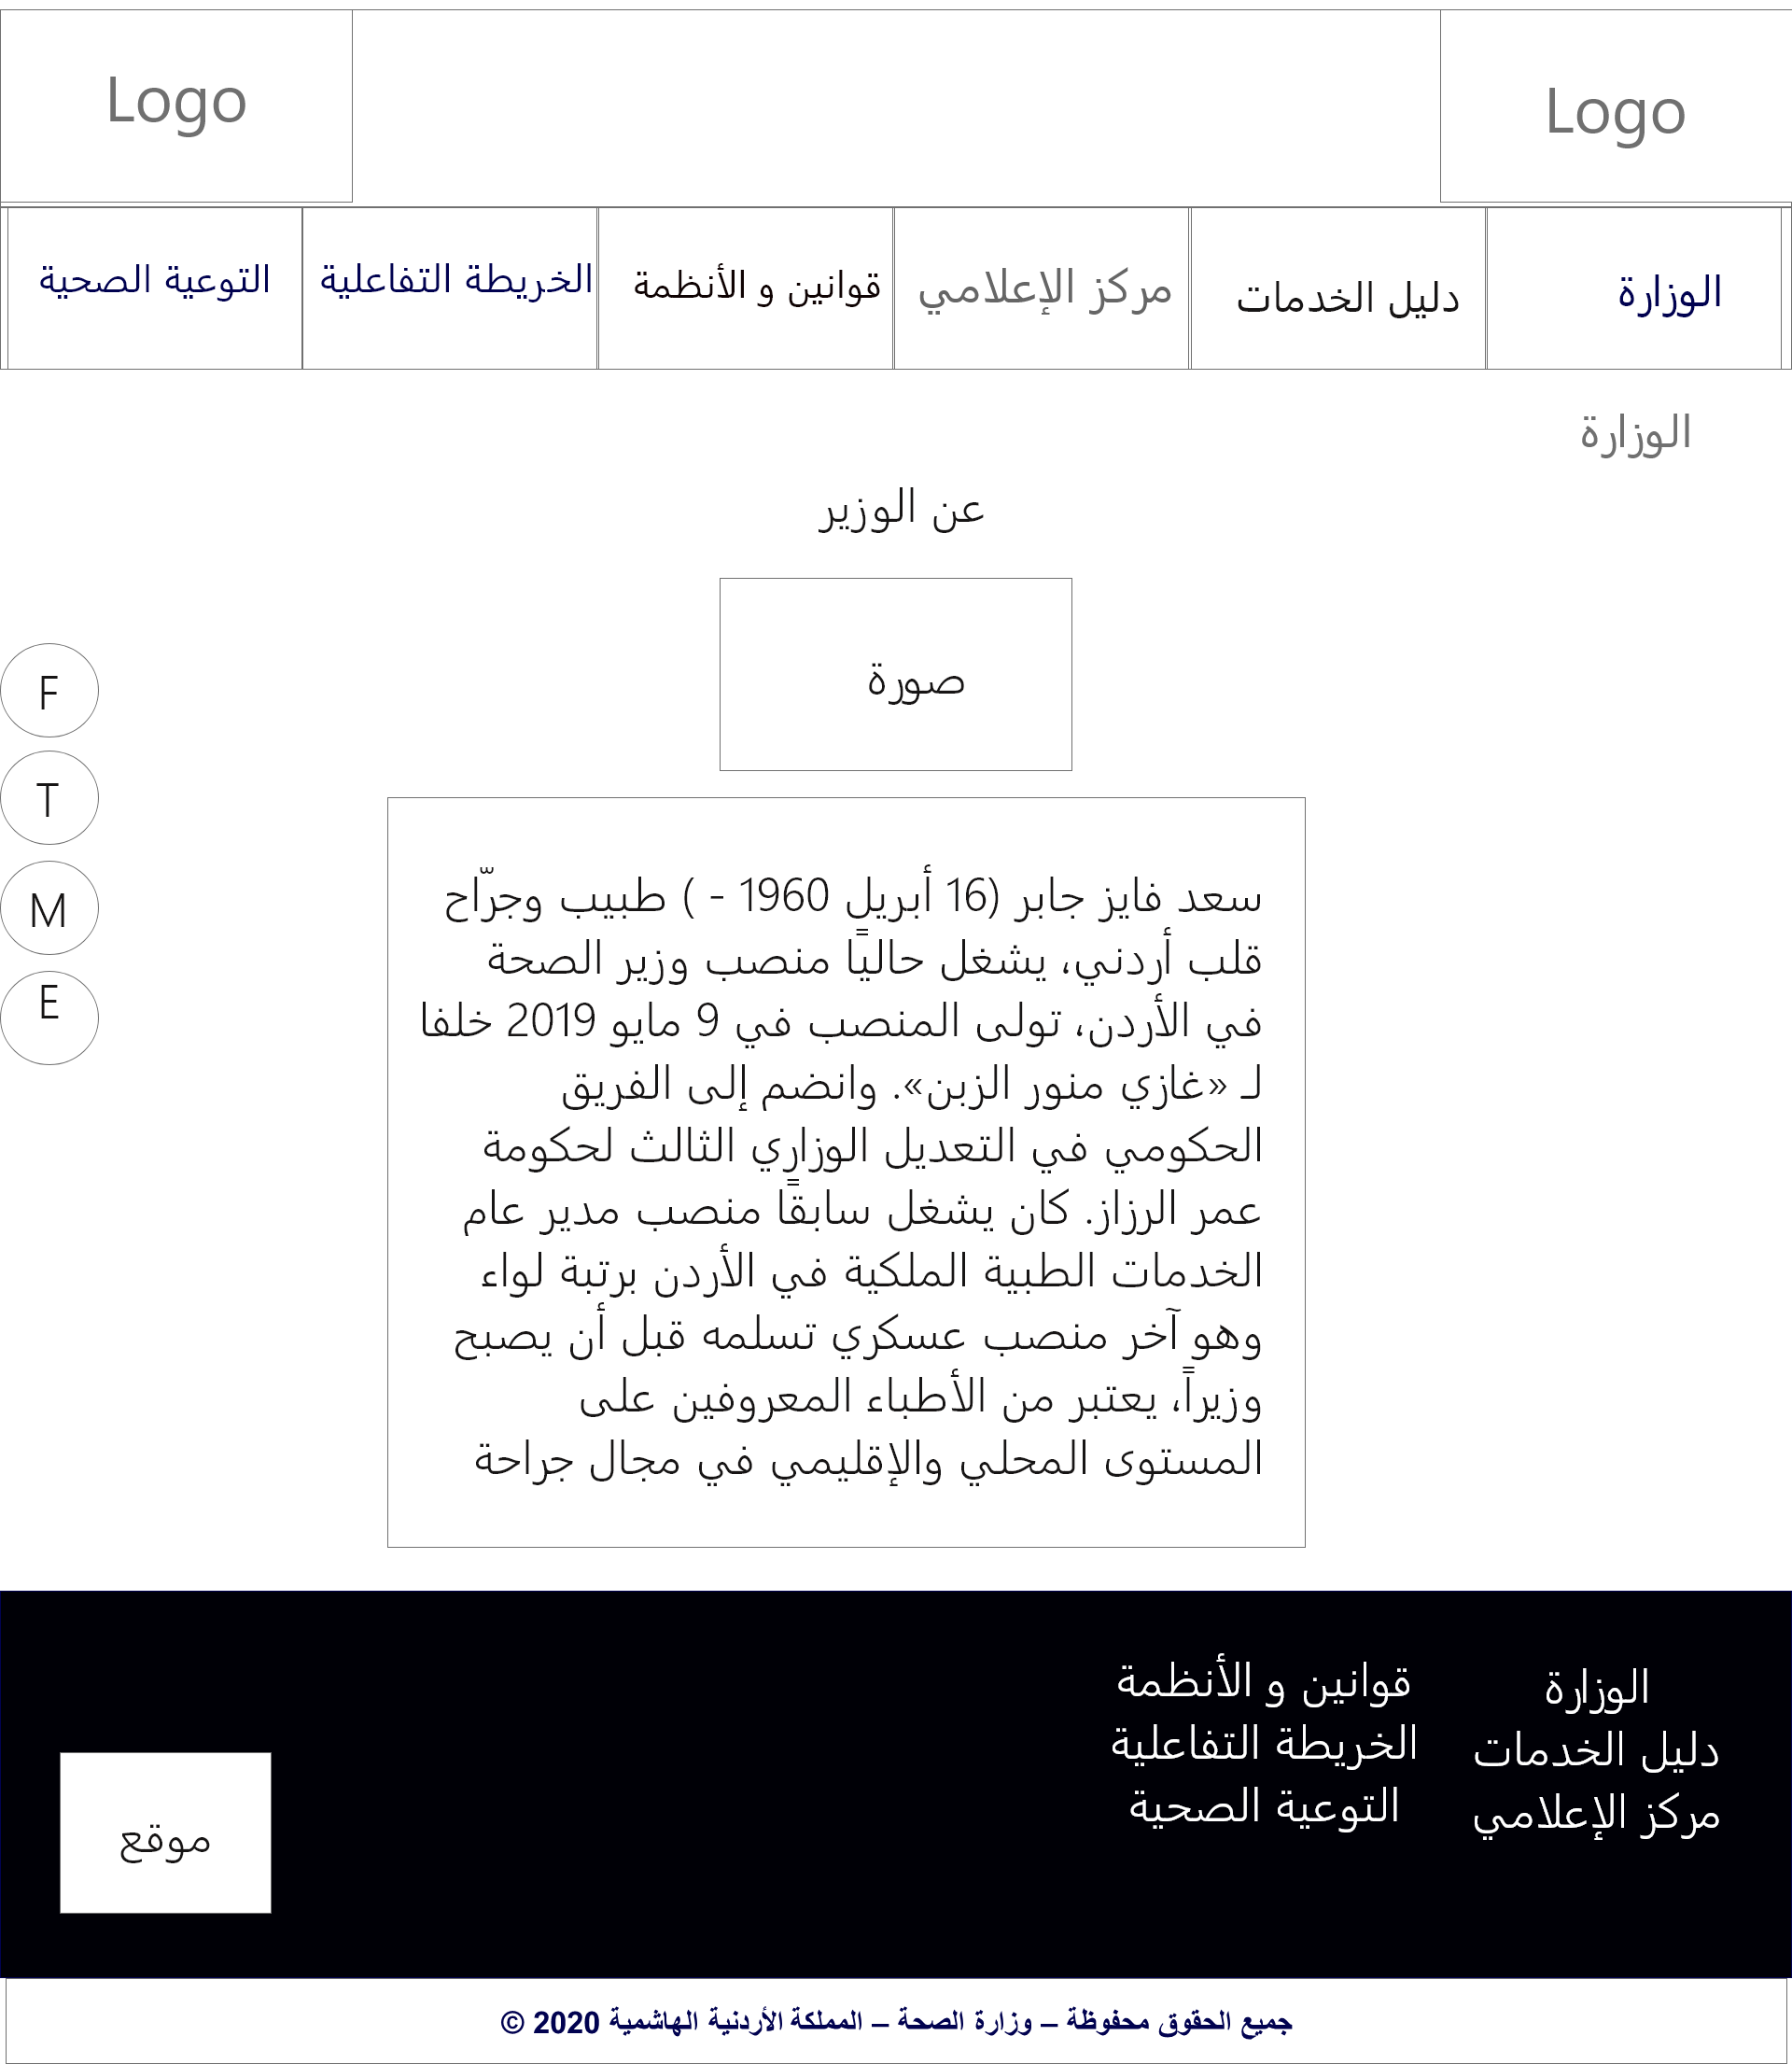 Logo
Logo
الوزارة
دليل الخدمات
مركز الإعلامي
قوانين و الأنظمة
الخريطة التفاعلية
التوعية الصحية
الوزارة
عن الوزير
صورة
F
T
M
E
سعد فايز جابر (16 أبريل 1960 - ) طبيب وجرّاح
قلب أردني، يشغل حاليًا منصب وزير الصحة
في الأردن، تولى المنصب في 9 مايو 2019 خلفا
لـ «غازي منور الزبن». وانضم إلى الفريق
الحكومي في التعديل الوزاري الثالث لحكومة
عمر الرزاز. كان يشغل سابقًا منصب مدير عام
الخدمات الطبية الملكية في الأردن برتبة لواء
وهو آخر منصب عسكري تسلمه قبل أن يصبح
وزيراً، يعتبر من الأطباء المعروفين على
المستوى المحلي والإقليمي في مجال جراحة
الوزارة
دليل الخدمات
مركز الإعلامي
قوانين و الأنظمة
الخريطة التفاعلية
التوعية الصحية
موقع
جميع الحقوق محفوظة – وزارة الصحة – المملكة الأردنية الهاشمية 2020 ©